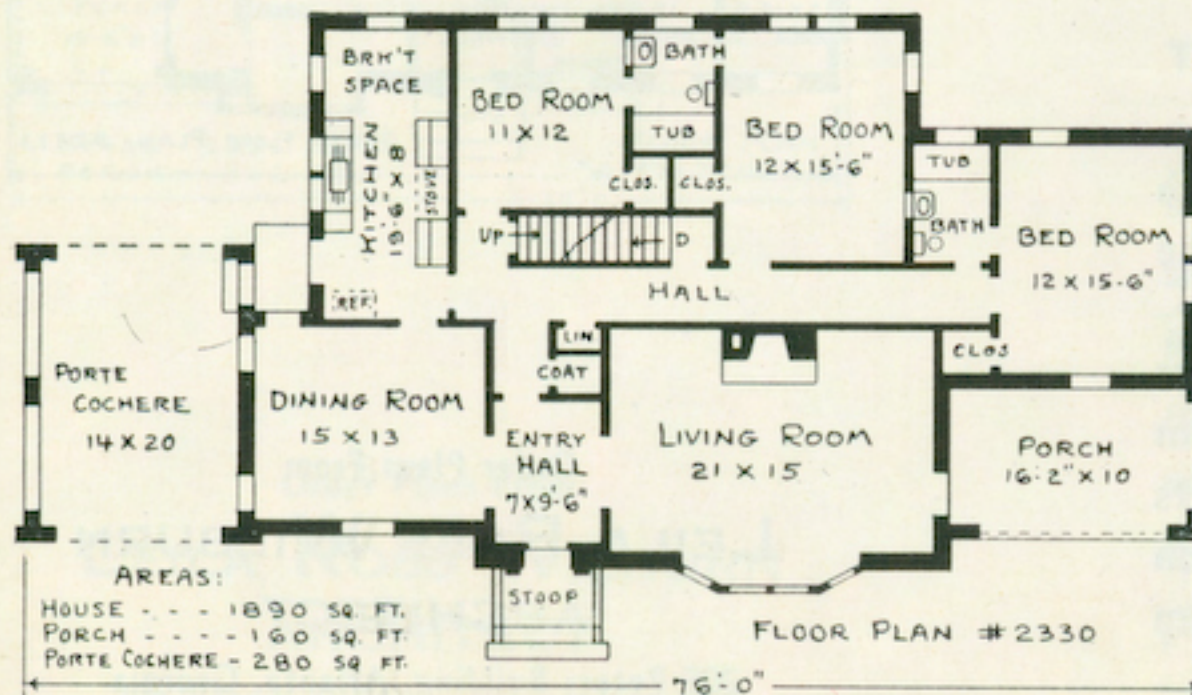 BRK'T
SPACE
KITCHEN
19'-6" X 8
STOVE
REF.
BED ROOM
11 X 12
BATH
TUB
CLOS.
CLOS.
BED ROOM
12 X 15'-6"
TUB
BATH
BED ROOM
12 X 15-6"
UP
D
HALL
LIN
COAT
CLOS
PORTE
COCHERE
14 X 20
DINING ROOM
15 X 13
ENTRY
HALL
7X9'-6"
LIVING ROOM
21 X 15
PORCH
16'-2" X 10
STOOP
AREAS:
HOUSE - - - 1890 SQ. FT.
PORCH - - - - 160 SQ. FT.
PORTE COCHERE - 280 SQ FT.
FLOOR PLAN #2330
76'-0"